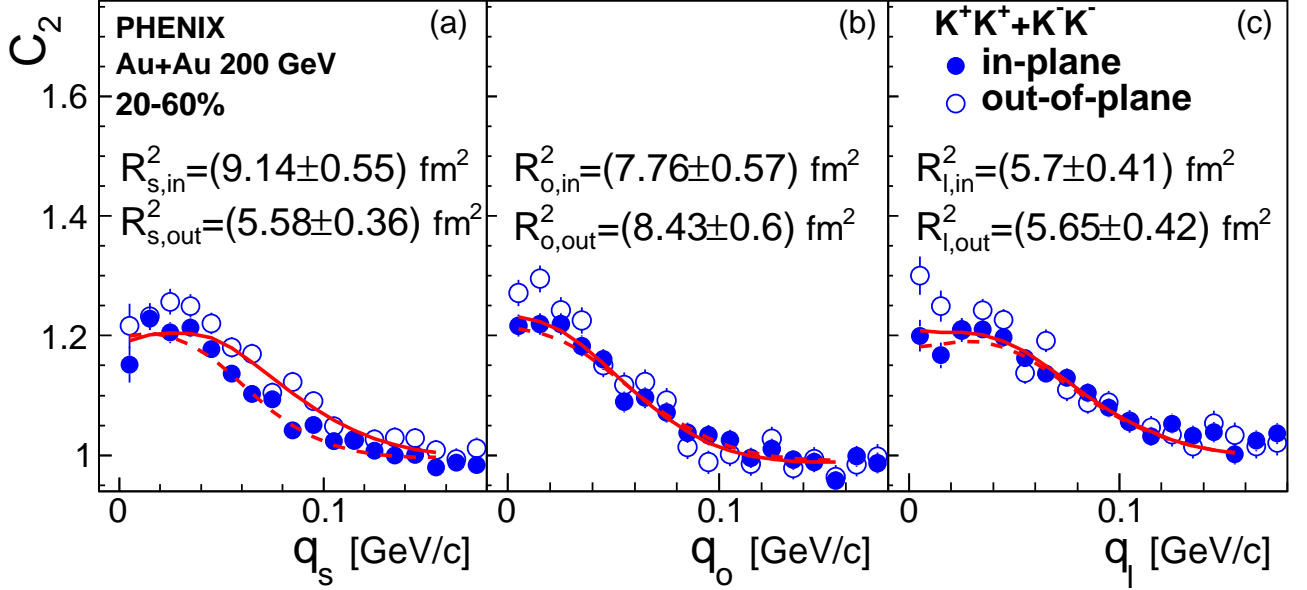 C₂
PHENIX
Au+Au 200 GeV
20-60%
(a)
R²s,in=(9.14±0.55) fm²
R²s,out=(5.58±0.36) fm²
(b)
R²o,in=(7.76±0.57) fm²
R²o,out=(8.43±0.6) fm²
K⁺K⁺+K⁻K⁻
(c)
in-plane
out-of-plane
R²l,in=(5.7±0.41) fm²
R²l,out=(5.65±0.42) fm²
1.6
1.4
1.2
1
0 0.1
0 0.1
0 0.1
qs [GeV/c]
qo [GeV/c]
ql [GeV/c]